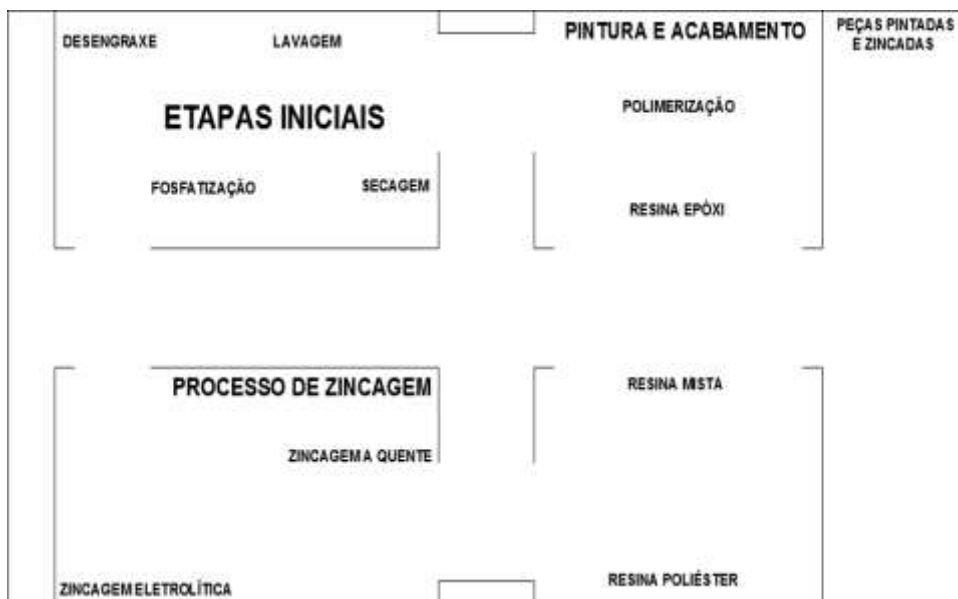 DESENGRAXE
LAVAGEM
ETAPAS INICIAIS
FOSFATIZAÇÃO
SECAGEM
PINTURA E ACABAMENTO
POLIMERIZAÇÃO
RESINA EPÓXI
PEÇAS PINTADAS
E ZINCADAS
PROCESSO DE ZINCAGEM
ZINCAGEM A QUENTE
ZINCAGEM ELETROLÍTICA
RESINA MISTA
RESINA POLIÉSTER